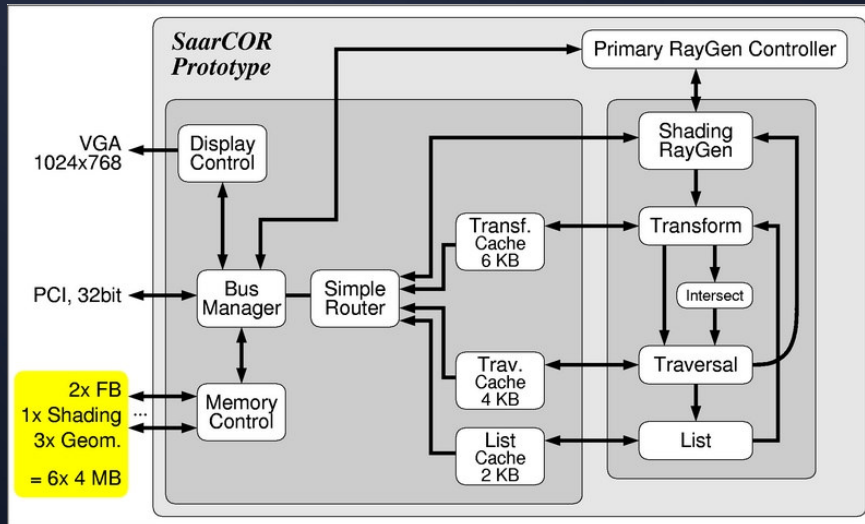 SaarCOR
Prototype
Primary RayGen Controller
VGA
1024x768
Display
Control
Shading
RayGen
Transf.
Cache
6 KB
Transform
PCI, 32bit
Bus
Manager
Simple
Router
Intersect
Trav.
Cache
4 KB
Traversal
2x FB
1x Shading ...
3x Geom.
= 6x 4 MB
Memory
Control
List
Cache
2 KB
List